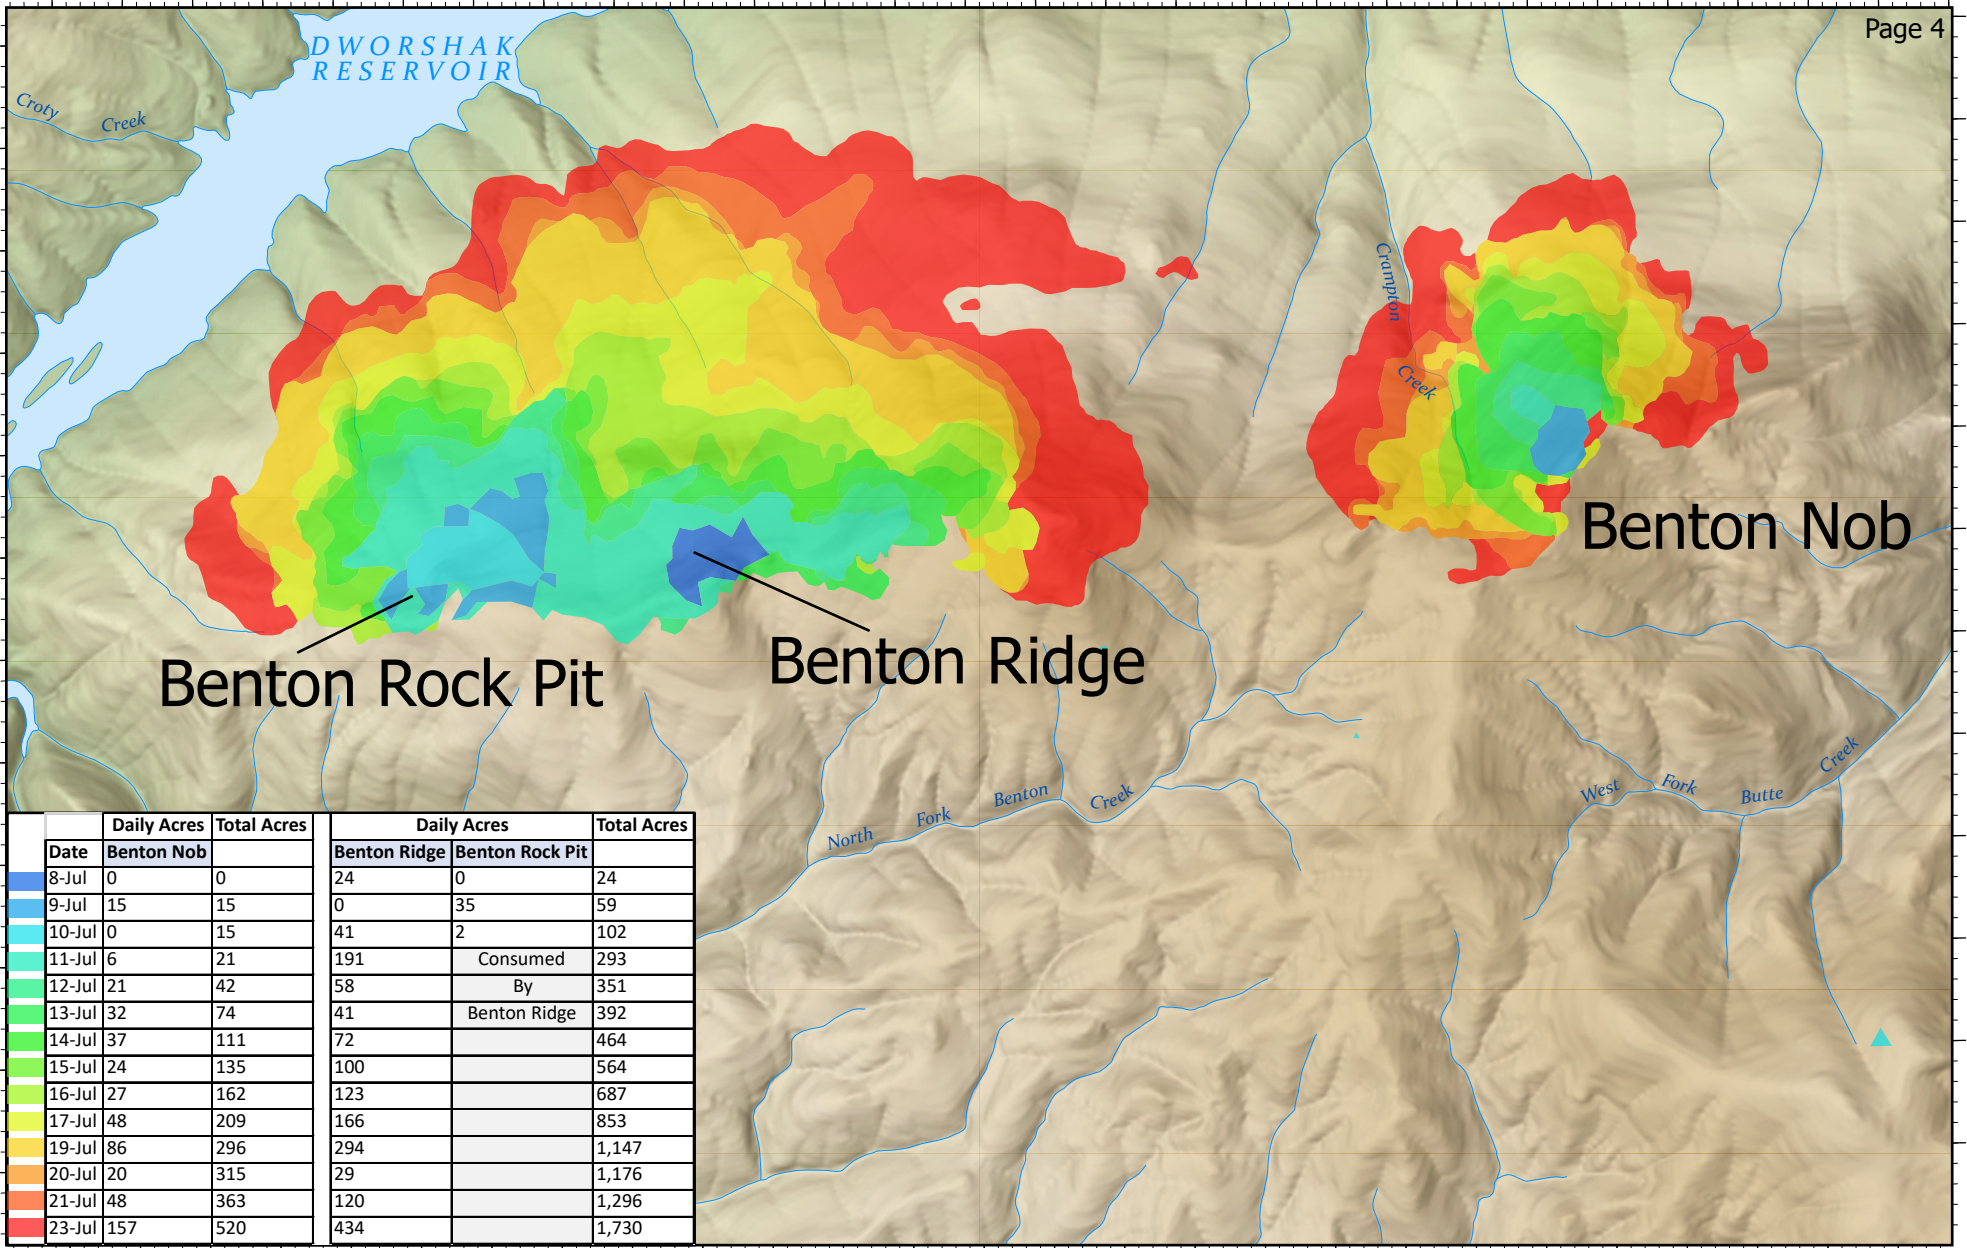 Page 4
DWORSHAK
RESERVOIR
Croty Creek
Crampton
Creek
Benton Nob
Benton Ridge
Benton Rock Pit
North Fork Benton Creek
West Fork Butte Creek
Daily Acres Total Acres Daily Acres Total Acres
Date Benton Nob Benton Ridge Benton Rock Pit
8-Jul 0 0 24 0 24
9-Jul 15 15 0 35 59
10-Jul 0 15 41 2 102
11-Jul 6 21 191 Consumed 293
12-Jul 21 42 58 By 351
13-Jul 32 74 41 Benton Ridge 392
14-Jul 37 111 72 464
15-Jul 24 135 100 564
16-Jul 27 162 123 687
17-Jul 48 209 166 853
19-Jul 86 296 294 1,147
20-Jul 20 315 29 1,176
21-Jul 48 363 120 1,296
23-Jul 157 520 434 1,730